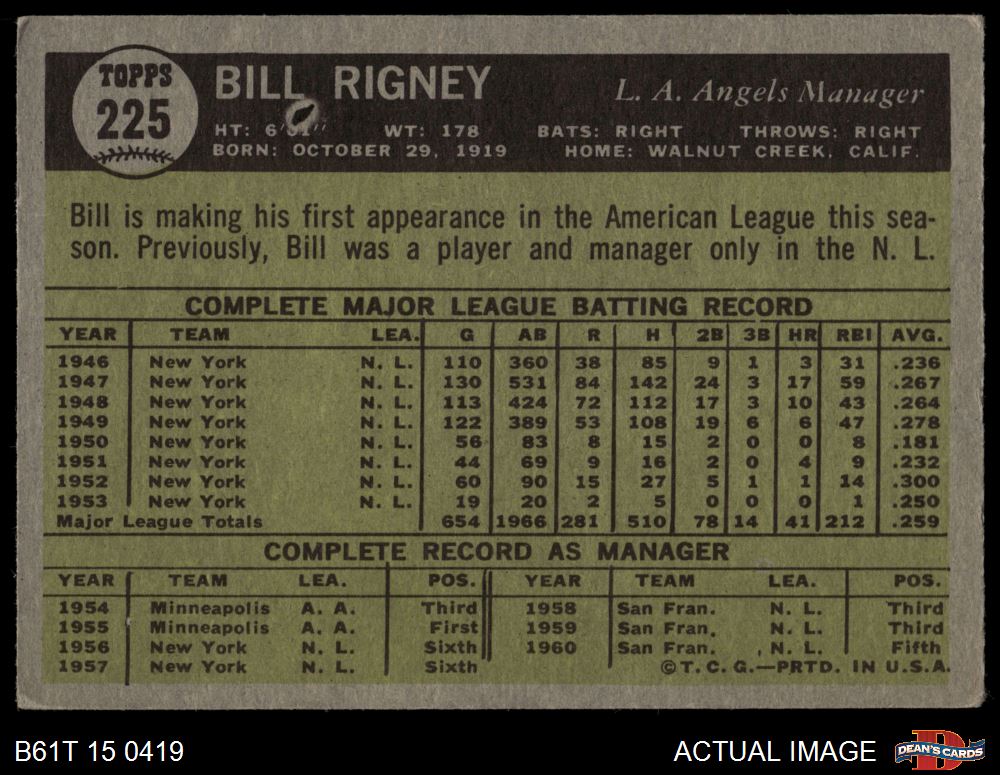 TOPPS
225
BILL RIGNEY
L. A. Angels Manager
HT: 6'01" WT: 178 BATS: RIGHT THROWS: RIGHT
BORN: OCTOBER 29, 1919 HOME: WALNUT CREEK, CALIF.
Bill is making his first appearance in the American League this sea-
son. Previously, Bill was a player and manager only in the N. L.
COMPLETE MAJOR LEAGUE BATTING RECORD
YEAR TEAM LEA. G AB R H 2B 3B HR RBI AVG.
1946 New York N. L. 110 360 38 85 9 1 3 31 .236
1947 New York N. L. 130 531 84 142 24 3 17 59 .267
1948 New York N. L. 113 424 72 112 17 3 10 43 .264
1949 New York N. L. 122 389 53 108 19 6 6 47 .278
1950 New York N. L. 56 83 8 15 2 0 0 8 .181
1951 New York N. L. 44 69 9 16 2 0 4 9 .232
1952 New York N. L. 60 90 15 27 5 1 1 14 .300
1953 New York N. L. 19 20 2 5 0 0 0 1 .250
Major League Totals 654 1966 281 510 78 14 41 212 .259
COMPLETE RECORD AS MANAGER
YEAR TEAM LEA. POS. YEAR TEAM LEA. POS.
1954 Minneapolis A. A. Third 1958 San Fran. N. L. Third
1955 Minneapolis A. A. First 1959 San Fran. N. L. Third
1956 New York N. L. Sixth 1960 San Fran. N. L. Fifth
1957 New York N. L. Sixth ©T. C. G.—PRTD. IN U.S.A.
B61T 15 0419 ACTUAL IMAGE DEAN'S CARDS